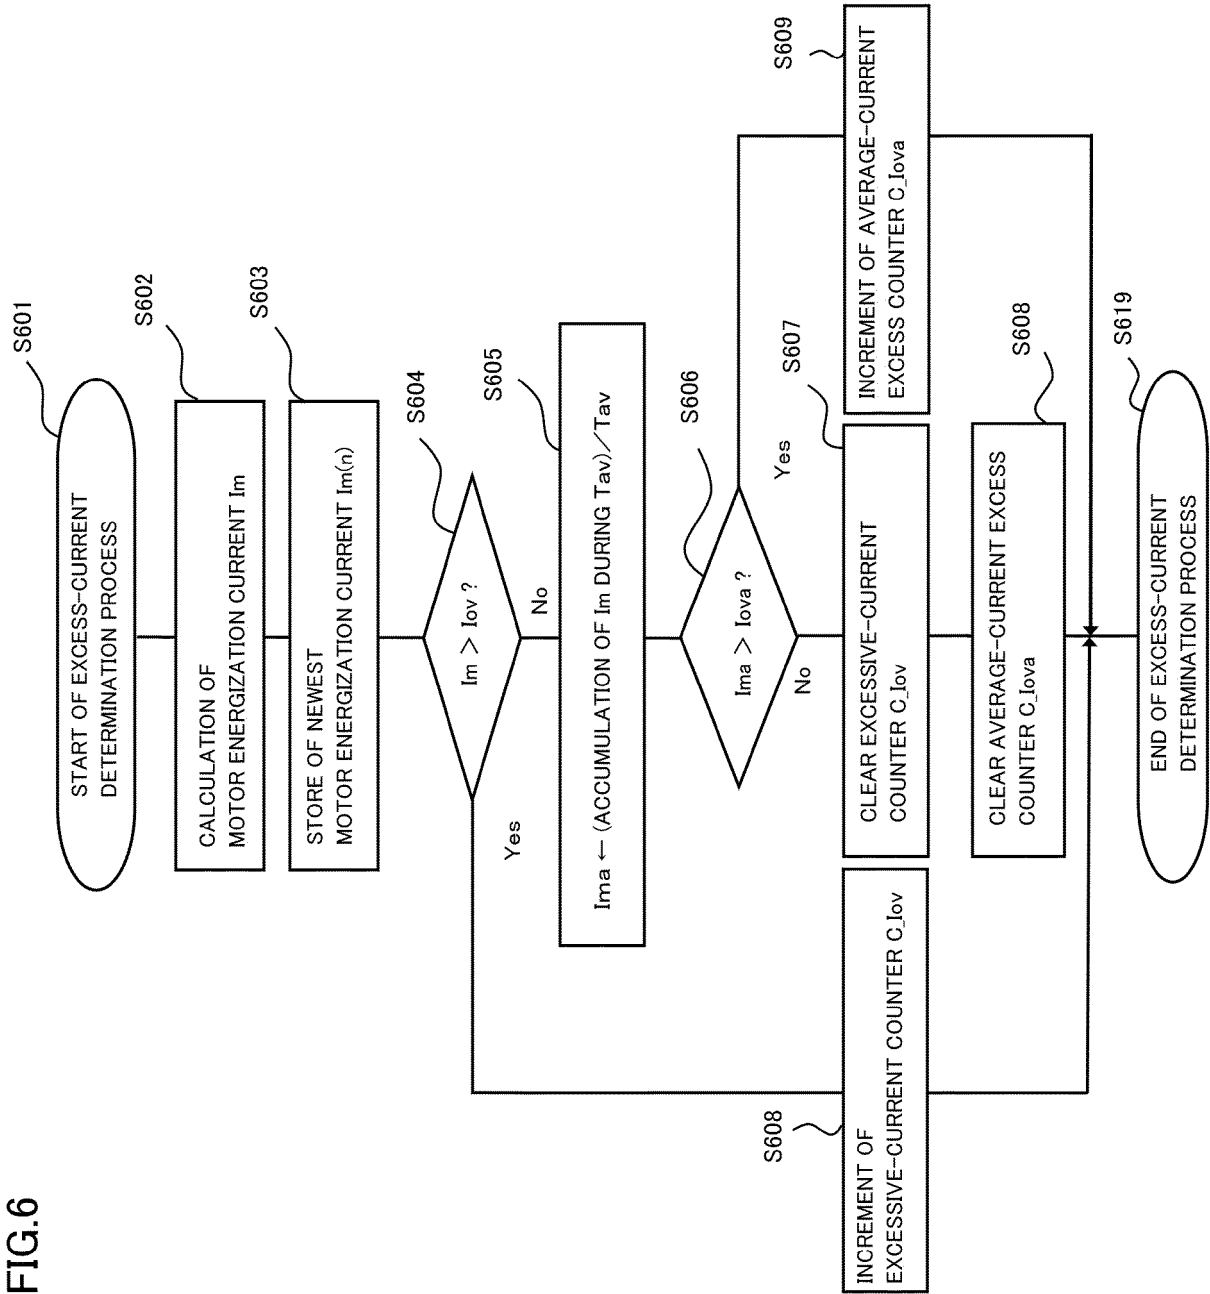 FIG.6
S601
START OF EXCESS-CURRENT
DETERMINATION PROCESS
S602
CALCULATION OF
MOTOR ENERGIZATION CURRENT Im
S603
STORE OF NEWEST
MOTOR ENERGIZATION CURRENT Im(n)
S604
Im > Iov ?
Yes
No
S605
Ima ← (ACCUMULATION OF Im DURING Tav)/Tav
S606
Ima > Iova ?
Yes
No
S608
INCREMENT OF
EXCESSIVE-CURRENT COUNTER C_Iov
S607
CLEAR EXCESSIVE-CURRENT
COUNTER C_Iov
S609
INCREMENT OF AVERAGE-CURRENT
EXCESS COUNTER C_Iova
S608
CLEAR AVERAGE-CURRENT EXCESS
COUNTER C_Iova
S619
END OF EXCESS-CURRENT
DETERMINATION PROCESS